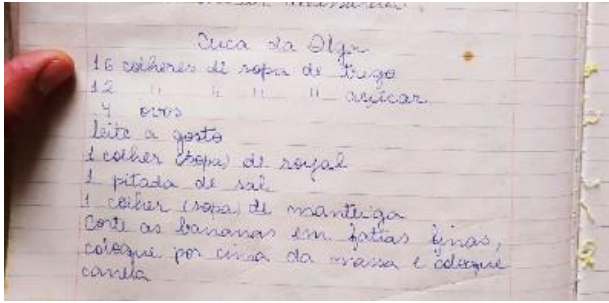 Cuca da Olga
16 colheres de sopa de trigo
12 " " " " açúcar
4 ovos
leite a gosto
1 colher (sopa) de royal
1 pitada de sal
1 colher (sopa) de manteiga
Corte as bananas em fatias finas,
coloque por cima da massa e coloque
canela